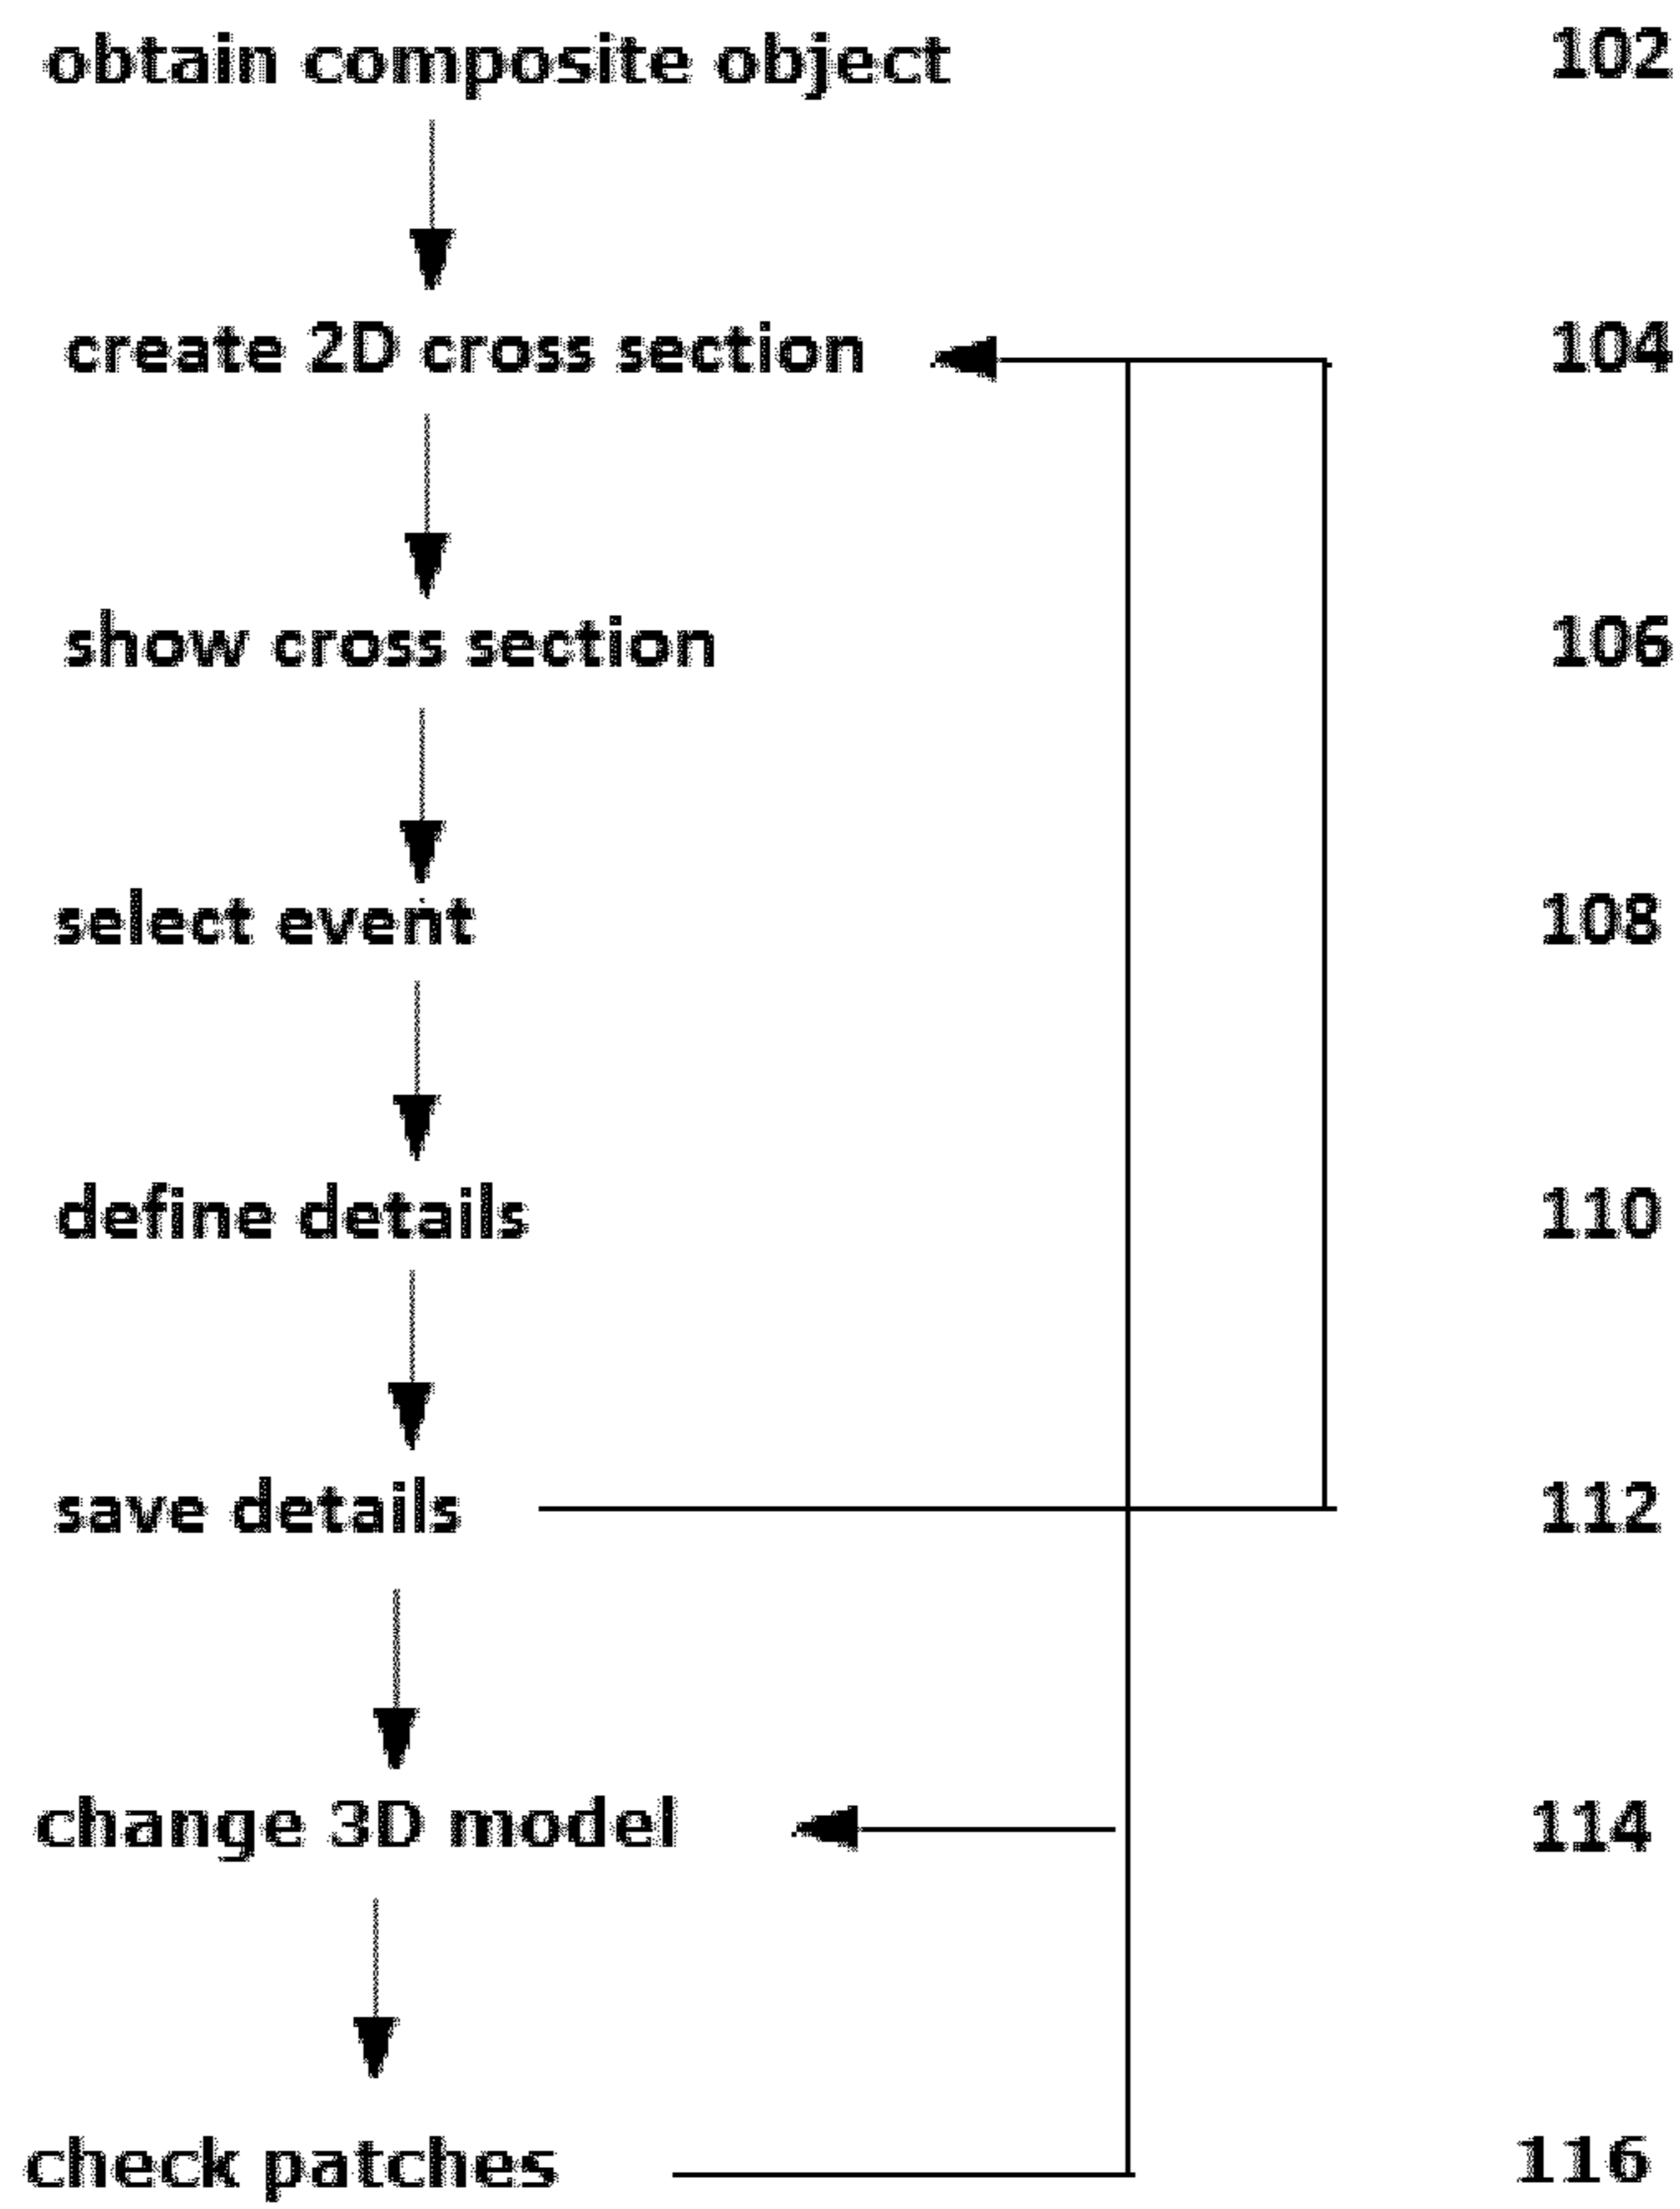 obtain composite object 102
create 2D cross section 104
show cross section 106
select event 108
define details 110
save details 112
change 3D model 114
check patches 116